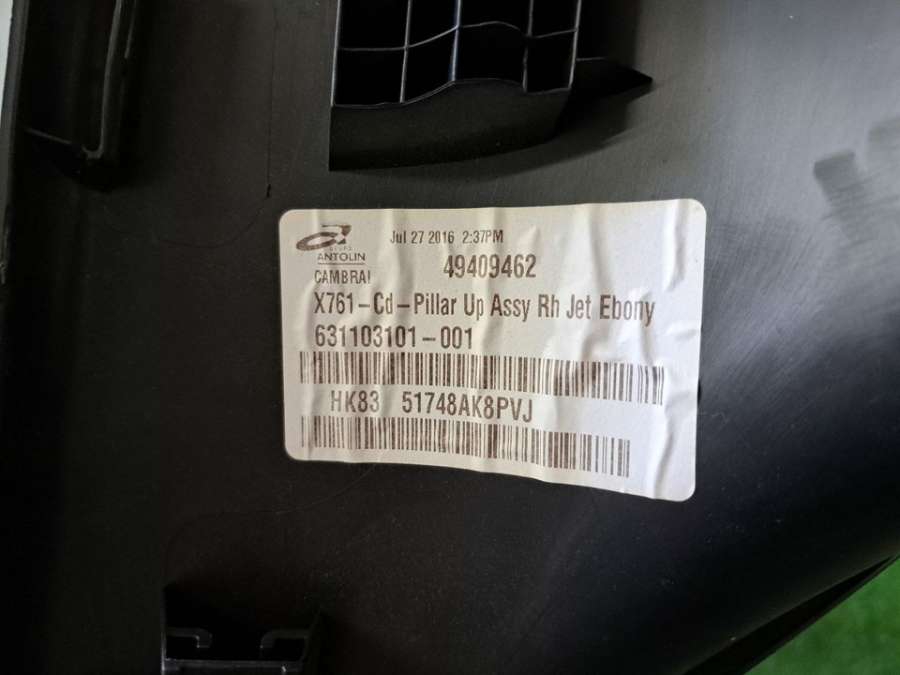 Jul 27 2016 2:37PM
GRUPO
ANTOLIN
49409462
CAMBRAI
X761-Cd-Pillar Up Assy Rh Jet Ebony
631103101-001
HK83 51748AK8PVJ